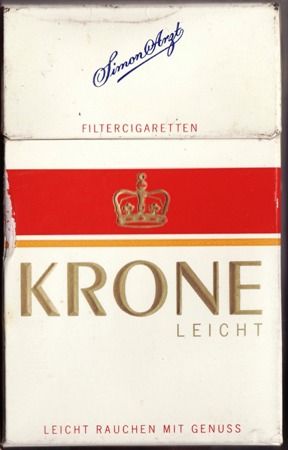 Simon Arzt
FILTERCIGARETTEN
KRONE
LEICHT
LEICHT RAUCHEN MIT GENUSS